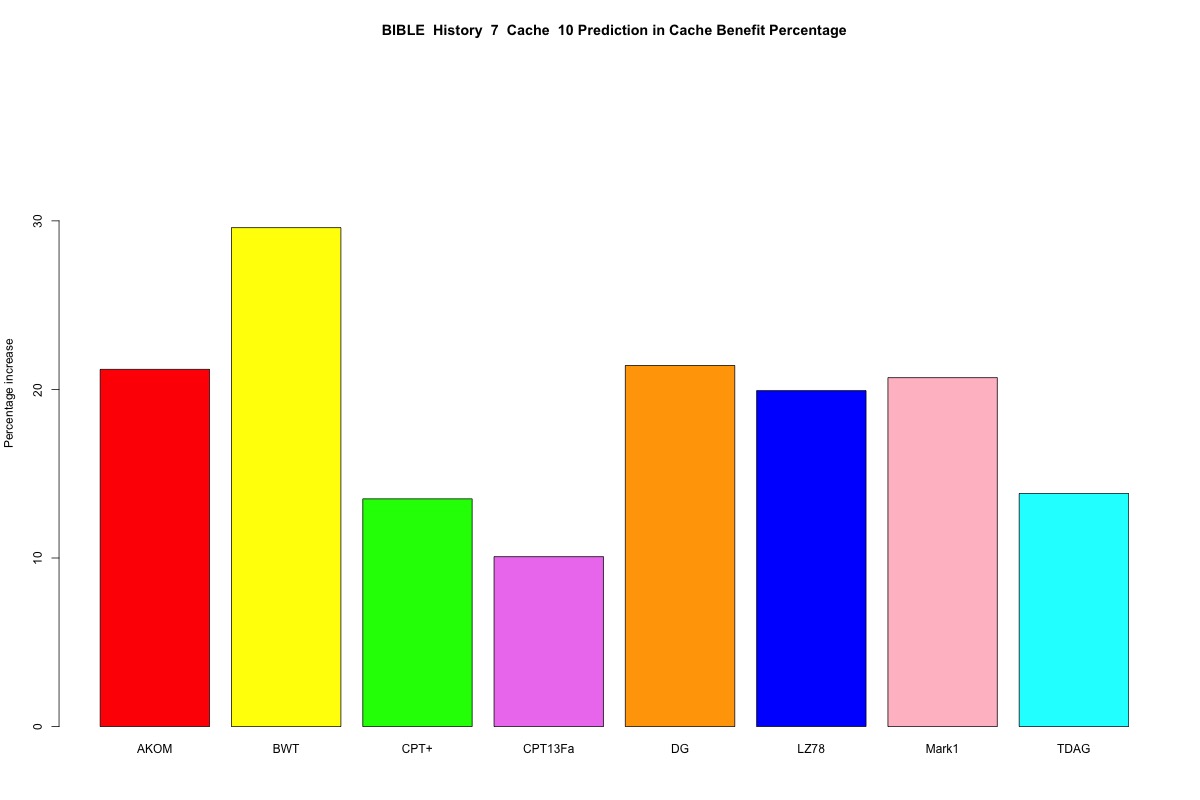 BIBLE  History  7  Cache  10 Prediction in Cache Benefit Percentage
Percentage increase
30
20
10
0
AKOM BWT CPT+ CPT13Fa DG LZ78 Mark1 TDAG